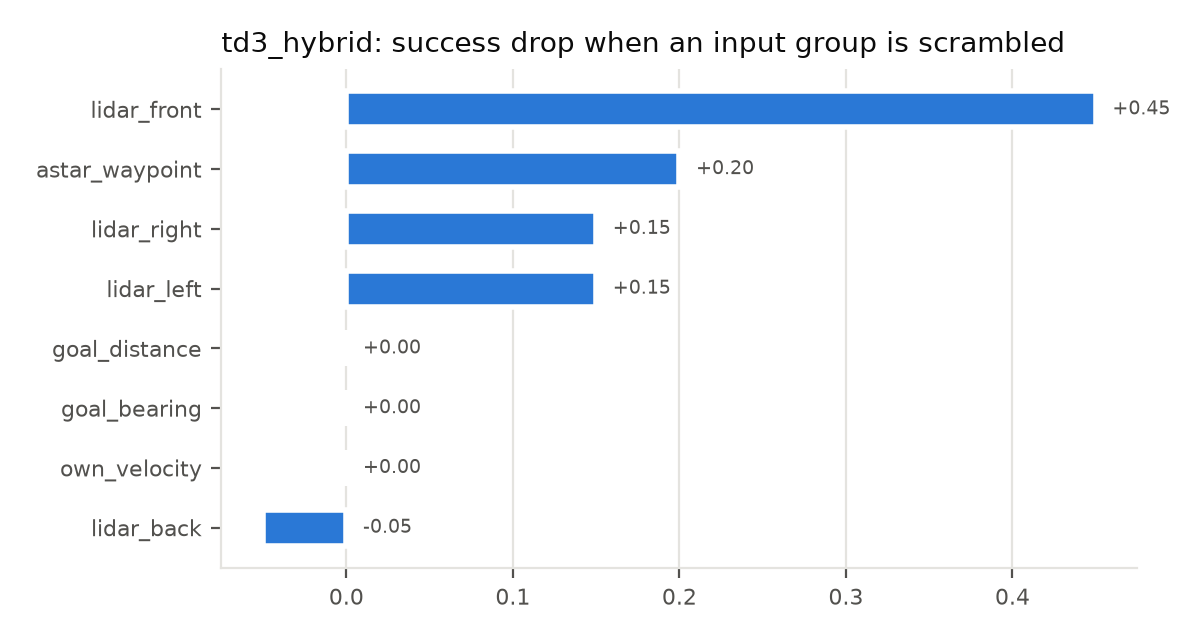 td3_hybrid: success drop when an input group is scrambled
lidar_front +0.45
astar_waypoint +0.20
lidar_right +0.15
lidar_left +0.15
goal_distance +0.00
goal_bearing +0.00
own_velocity +0.00
lidar_back -0.05
0.0 0.1 0.2 0.3 0.4